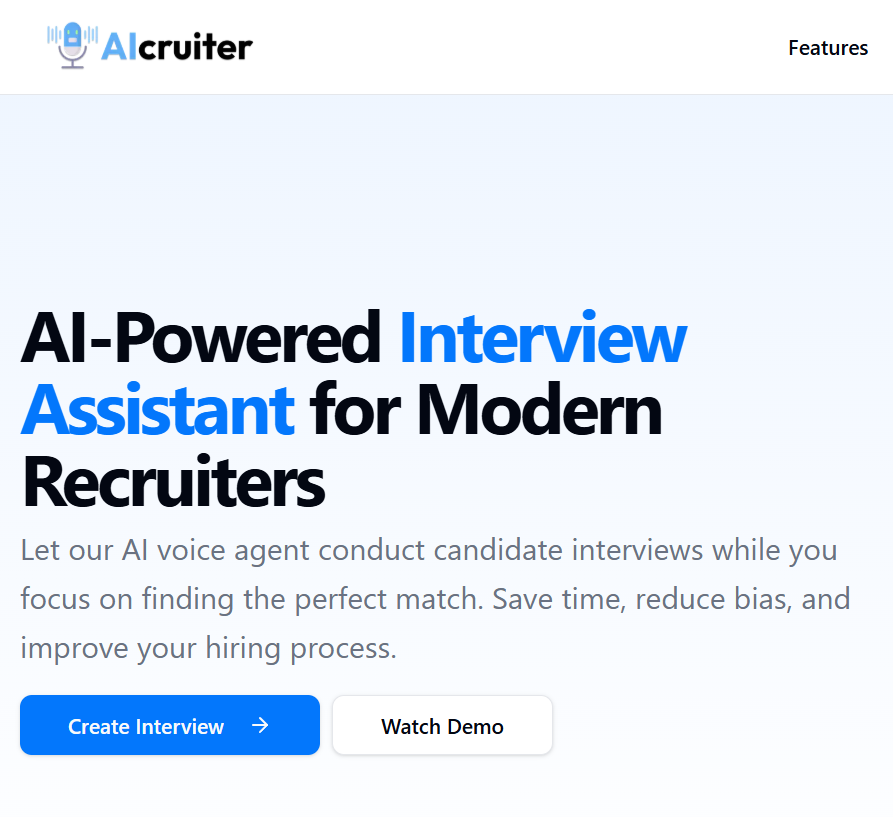 AIcruiter
Features
AI-Powered Interview
Assistant for Modern
Recruiters
Let our AI voice agent conduct candidate interviews while you
focus on finding the perfect match. Save time, reduce bias, and
improve your hiring process.
Create Interview →
Watch Demo